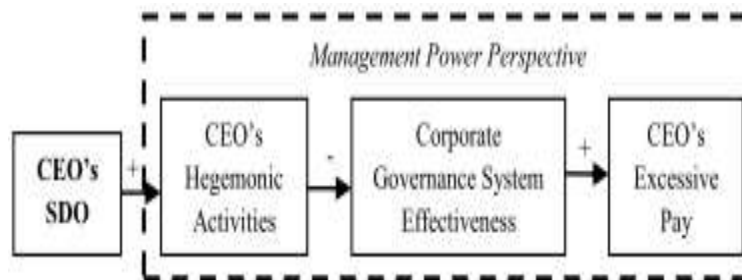 Management Power Perspective
CEO's
SDO
+
CEO's
Hegemonic
Activities
-
Corporate
Governance System
Effectiveness
+
CEO's
Excessive
Pay